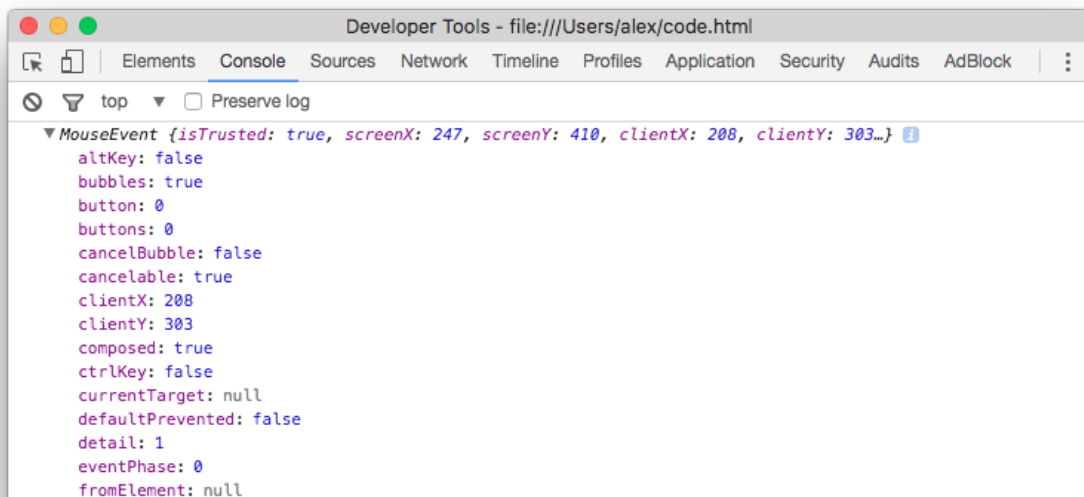 Developer Tools - file:///Users/alex/code.html
Elements Console Sources Network Timeline Profiles Application Security Audits AdBlock
top ▼ Preserve log
▼MouseEvent {isTrusted: true, screenX: 247, screenY: 410, clientX: 208, clientY: 303…} i
altKey: false
bubbles: true
button: 0
buttons: 0
cancelBubble: false
cancelable: true
clientX: 208
clientY: 303
composed: true
ctrlKey: false
currentTarget: null
defaultPrevented: false
detail: 1
eventPhase: 0
fromElement: null